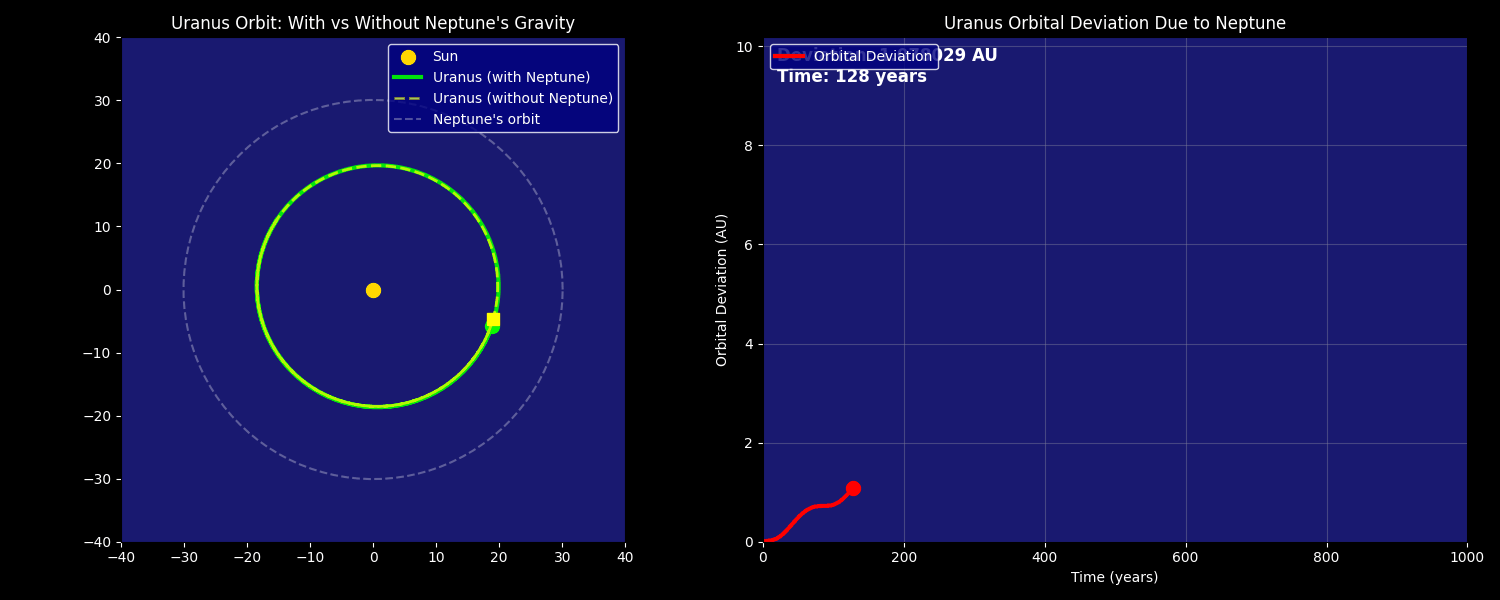 Uranus Orbit: With vs Without Neptune's Gravity
40
30
20
10
0
−10
−20
−30
−40
−40
−30
−20
−10
0
10
20
30
40
Sun
Uranus (with Neptune)
Uranus (without Neptune)
Neptune's orbit
Uranus Orbital Deviation Due to Neptune
Orbital Deviation (AU)
10
8
6
4
2
0
0
200
400
600
800
1000
Time (years)
Orbital Deviation
Deviation: 029 AU
Time: 128 years